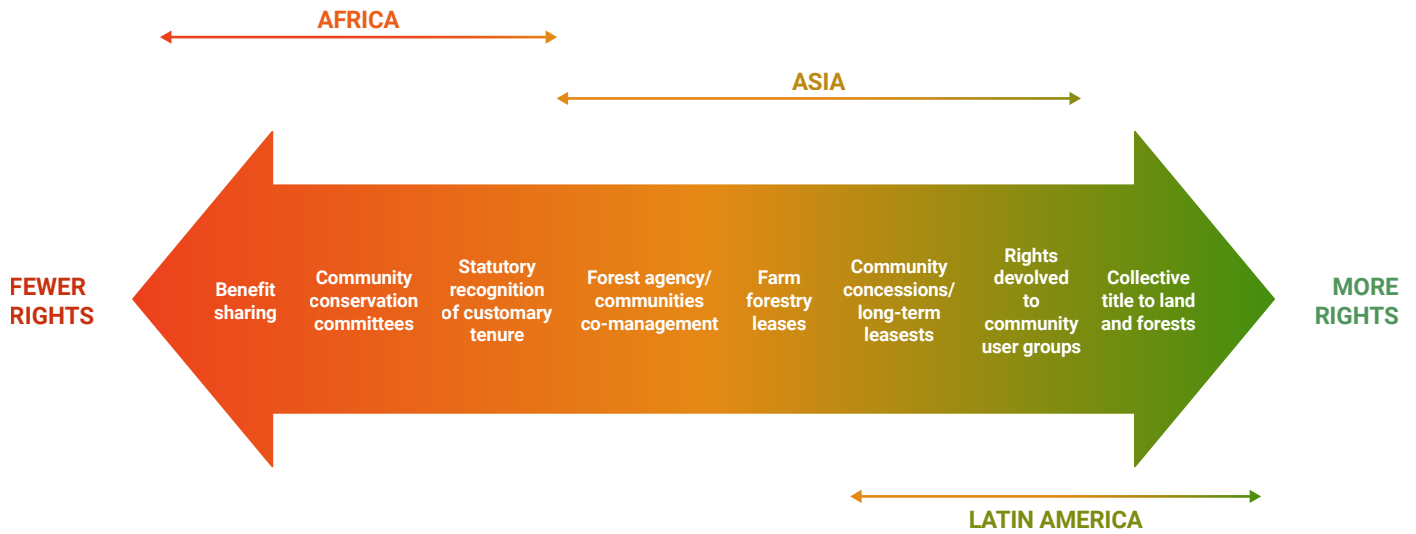 AFRICA
ASIA
FEWER
RIGHTS
Benefit
sharing
Community
conservation
committees
Statutory
recognition
of customary
tenure
Forest agency/
communities
co-management
Farm
forestry
leases
Community
concessions/
long-term
leasests
Rights
devolved
to
community
user groups
Collective
title to land
and forests
MORE
RIGHTS
LATIN AMERICA